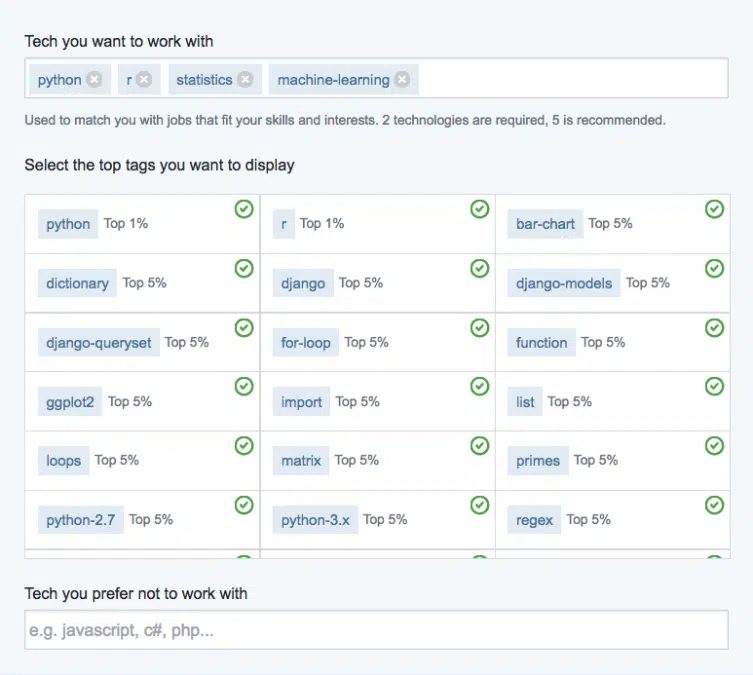 Tech you want to work with
python r statistics machine-learning
Used to match you with jobs that fit your skills and interests. 2 technologies are required, 5 is recommended.
Select the top tags you want to display
python Top 1% r Top 1% bar-chart Top 5%
dictionary Top 5% django Top 5% django-models Top 5%
django-queryset Top 5% for-loop Top 5% function Top 5%
ggplot2 Top 5% import Top 5% list Top 5%
loops Top 5% matrix Top 5% primes Top 5%
python-2.7 Top 5% python-3.x Top 5% regex Top 5%
Tech you prefer not to work with
e.g. javascript, c#, php...